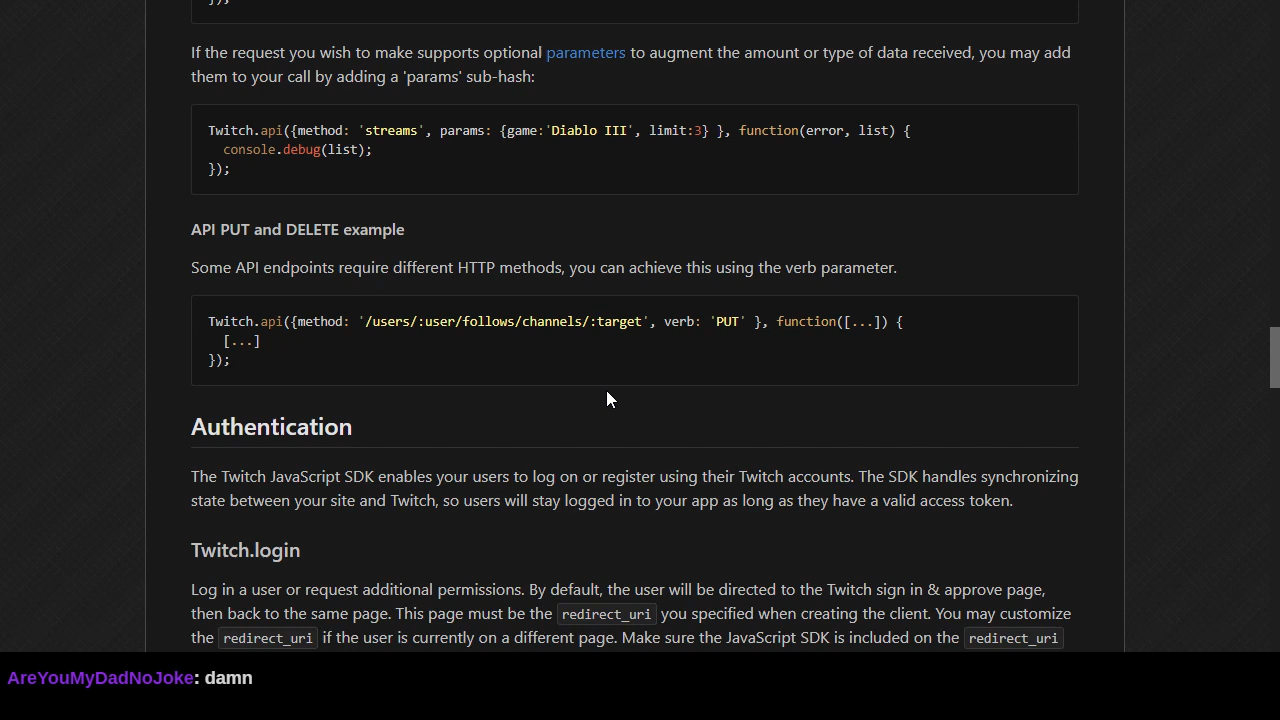 });
If the request you wish to make supports optional parameters to augment the amount or type of data received, you may add
them to your call by adding a 'params' sub-hash:
Twitch.api({method: 'streams', params: {game:'Diablo III', limit:3} }, function(error, list) {
  console.debug(list);
});
API PUT and DELETE example
Some API endpoints require different HTTP methods, you can achieve this using the verb parameter.
Twitch.api({method: '/users/:user/follows/channels/:target', verb: 'PUT' }, function([...]) {
  [...]
});
Authentication
The Twitch JavaScript SDK enables your users to log on or register using their Twitch accounts. The SDK handles synchronizing
state between your site and Twitch, so users will stay logged in to your app as long as they have a valid access token.
Twitch.login
Log in a user or request additional permissions. By default, the user will be directed to the Twitch sign in & approve page,
then back to the same page. This page must be the redirect_uri you specified when creating the client. You may customize
the redirect_uri if the user is currently on a different page. Make sure the JavaScript SDK is included on the redirect_uri
AreYouMyDadNoJoke: damn